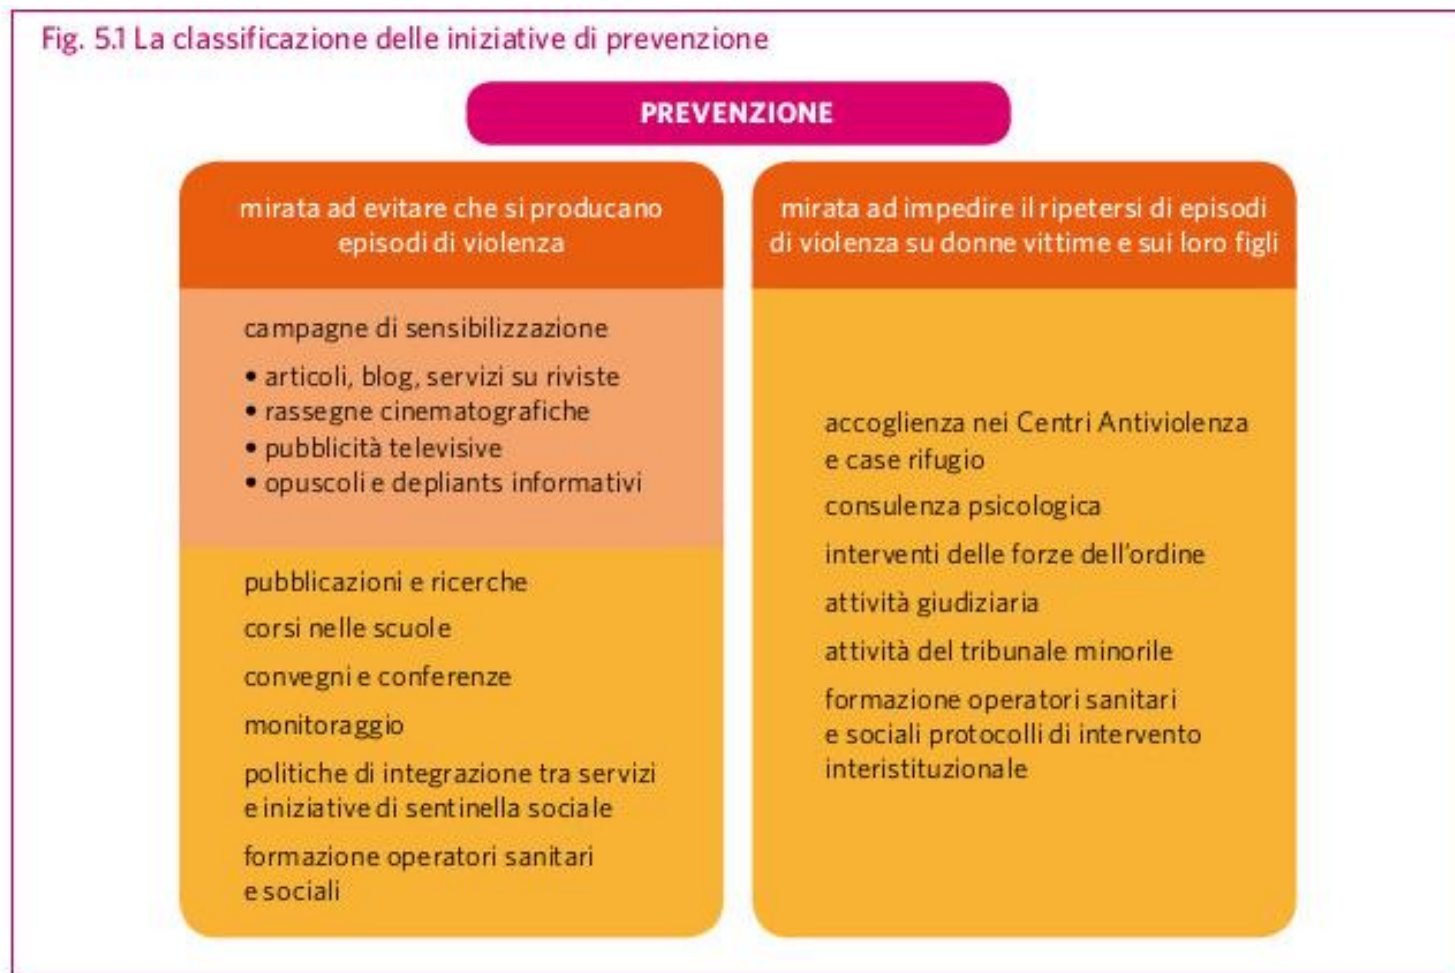 Fig. 5.1 La classificazione delle iniziative di prevenzione
PREVENZIONE
mirata ad evitare che si producano
episodi di violenza
campagne di sensibilizzazione
• articoli, blog, servizi su riviste
• rassegne cinematografiche
• pubblicità televisive
• opuscoli e depliants informativi
pubblicazioni e ricerche
corsi nelle scuole
convegni e conferenze
monitoraggio
politiche di integrazione tra servizi
e iniziative di sentinella sociale
formazione operatori sanitari
e sociali
mirata ad impedire il ripetersi di episodi
di violenza su donne vittime e sui loro figli
accoglienza nei Centri Antiviolenza
e case rifugio
consulenza psicologica
interventi delle forze dell'ordine
attività giudiziaria
attività del tribunale minorile
formazione operatori sanitari
e sociali protocolli di intervento
interistituzionale